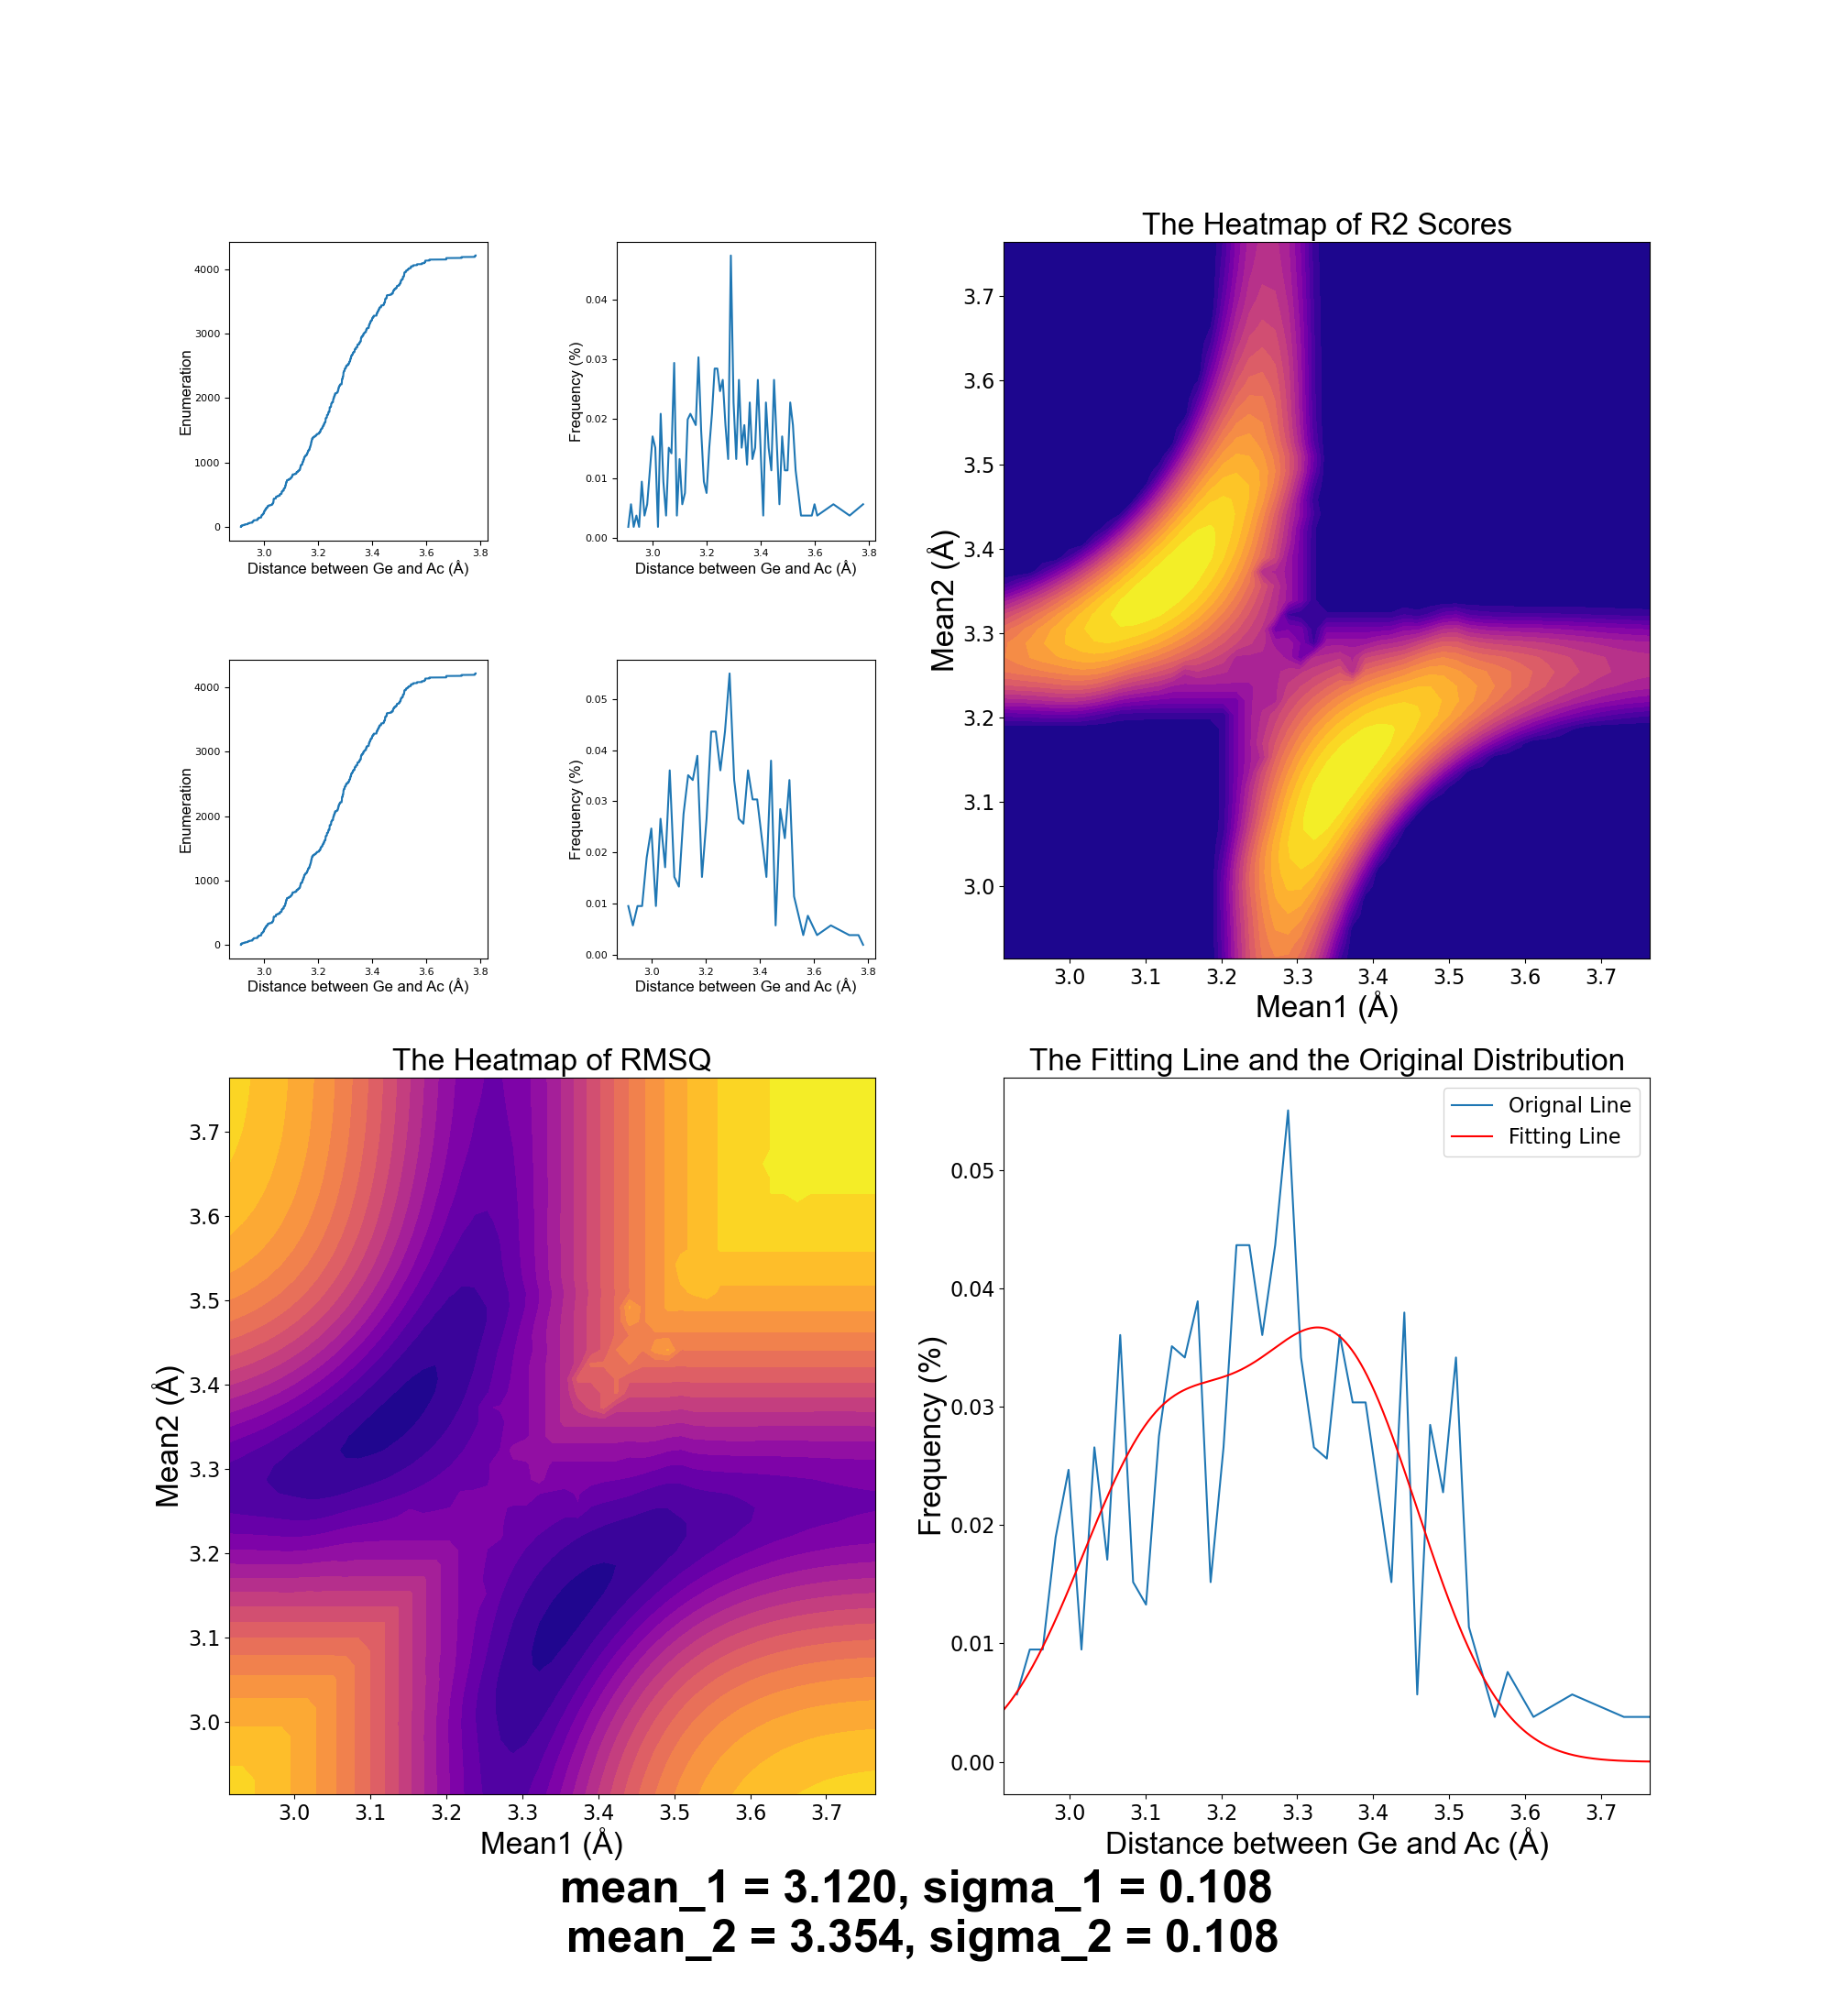 4000
3000
2000
1000
0
Enumeration
3.0 3.2 3.4 3.6 3.8
Distance between Ge and Ac (Å)
0.04
0.03
0.02
0.01
0.00
Frequency (%)
3.0 3.2 3.4 3.6 3.8
Distance between Ge and Ac (Å)
4000
3000
2000
1000
0
Enumeration
3.0 3.2 3.4 3.6 3.8
Distance between Ge and Ac (Å)
0.05
0.04
0.03
0.02
0.01
0.00
Frequency (%)
3.0 3.2 3.4 3.6 3.8
Distance between Ge and Ac (Å)
The Heatmap of R2 Scores
3.7
3.6
3.5
3.4
3.3
3.2
3.1
3.0
Mean2 (Å)
3.0 3.1 3.2 3.3 3.4 3.5 3.6 3.7
Mean1 (Å)
The Heatmap of RMSQ
3.7
3.6
3.5
3.4
3.3
3.2
3.1
3.0
Mean2 (Å)
3.0 3.1 3.2 3.3 3.4 3.5 3.6 3.7
Mean1 (Å)
The Fitting Line and the Original Distribution
Orignal Line
Fitting Line
0.05
0.04
0.03
0.02
0.01
0.00
Frequency (%)
3.0 3.1 3.2 3.3 3.4 3.5 3.6 3.7
Distance between Ge and Ac (Å)
mean_1 = 3.120, sigma_1 = 0.108
mean_2 = 3.354, sigma_2 = 0.108